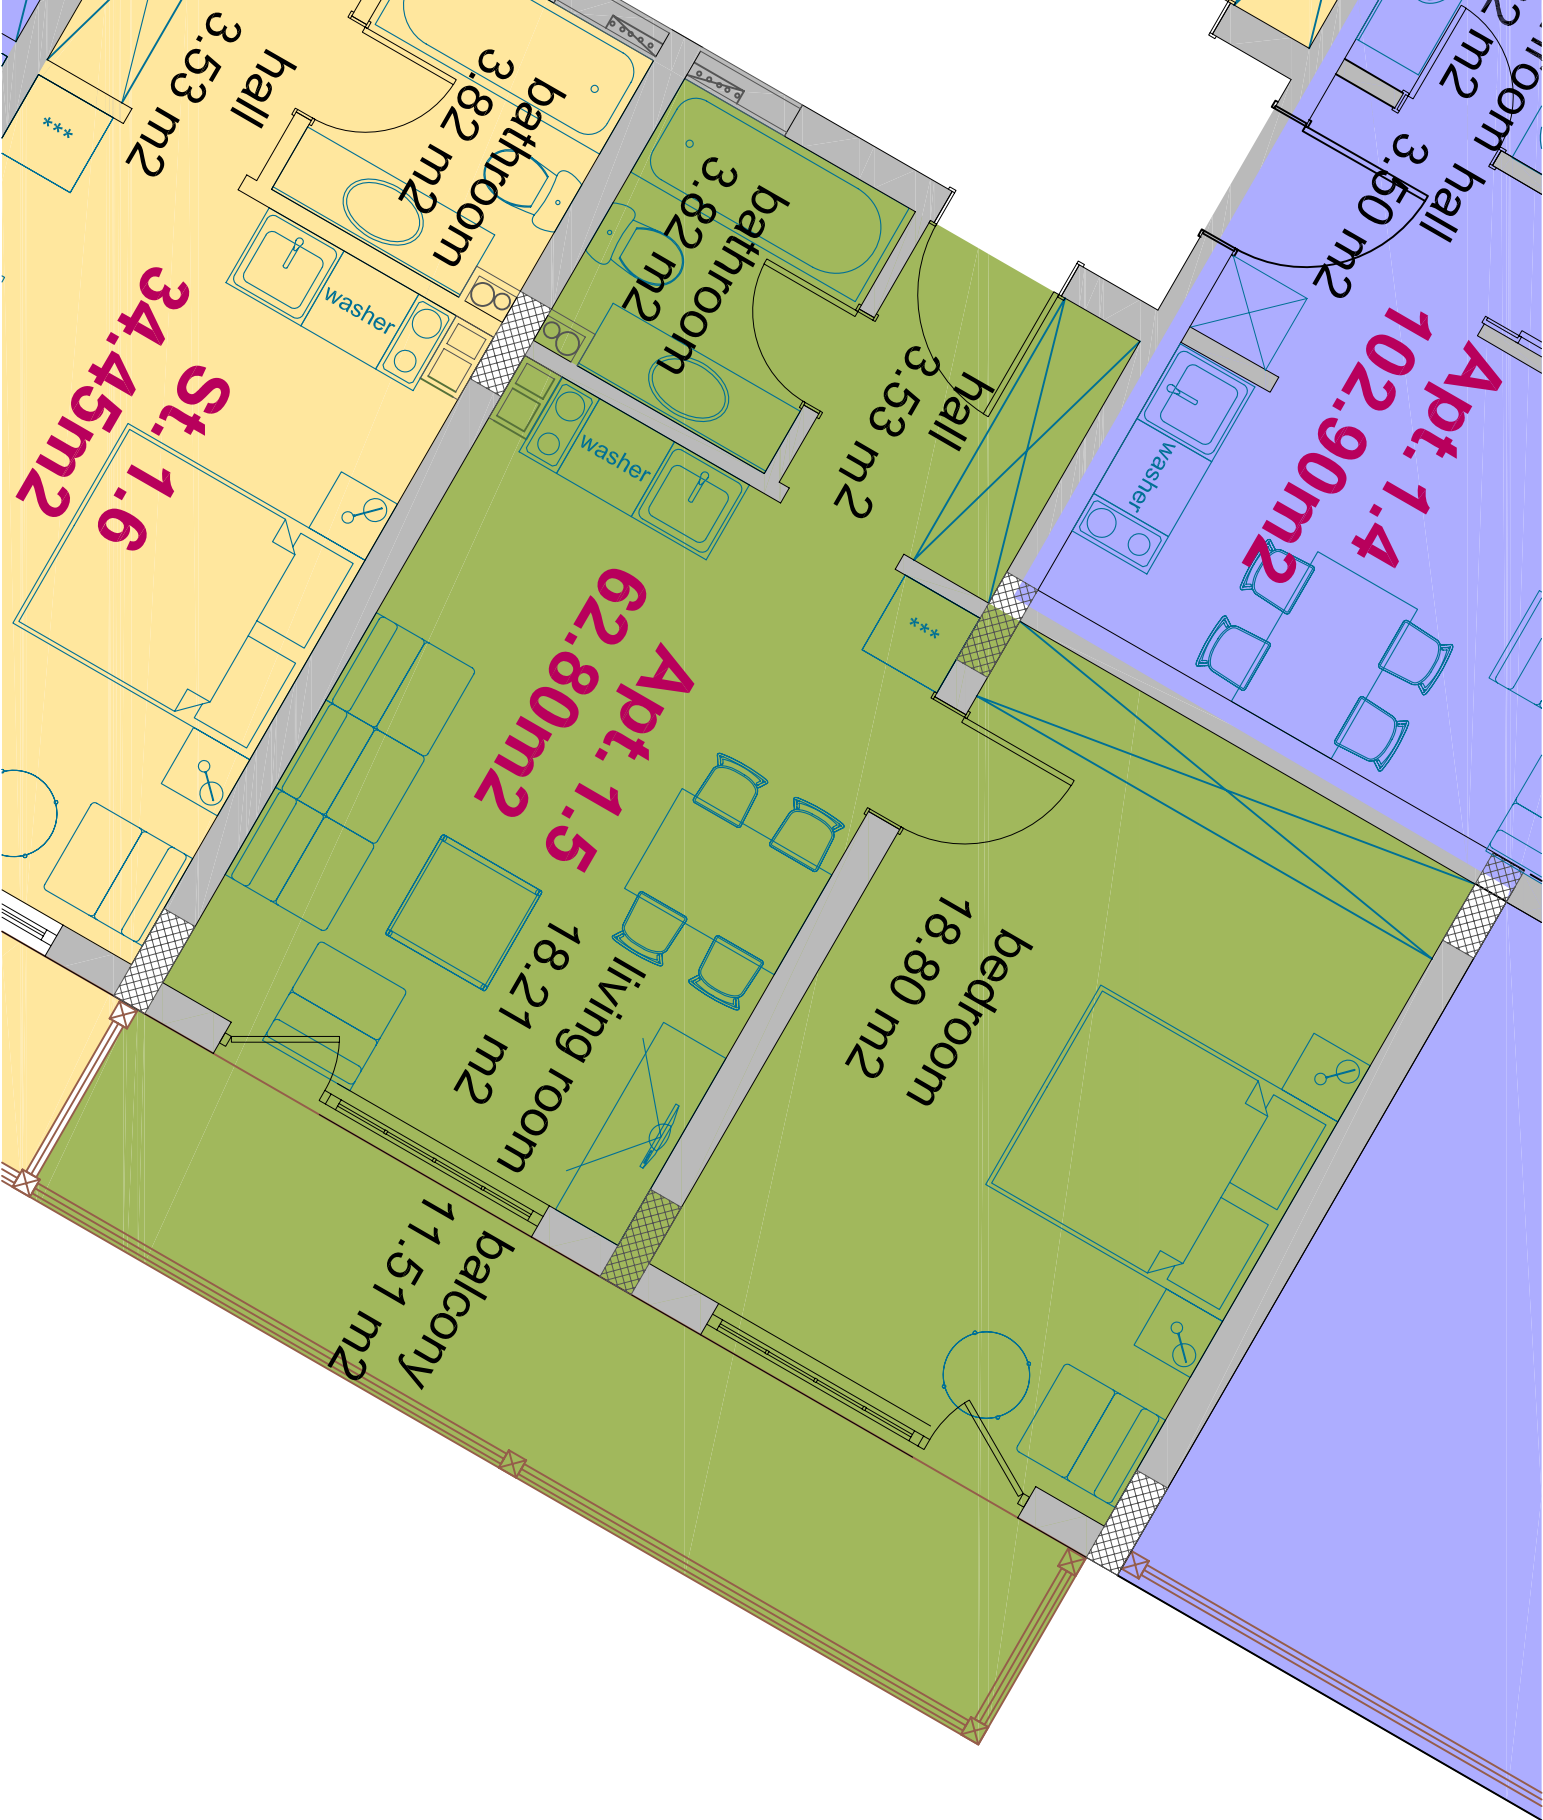 hall
3.53 m2
bathroom
3.82 m2
washer
***
St. 1.6
34.45m2
bathroom
3.82 m2
washer
hall
3.53 m2
***
Apt. 1.5
62.80m2
living room
18.21 m2
bedroom
18.80 m2
balcony
11.51 m2
m2
hall
3.50 m2
washer
Apt. 1.4
102.90m2